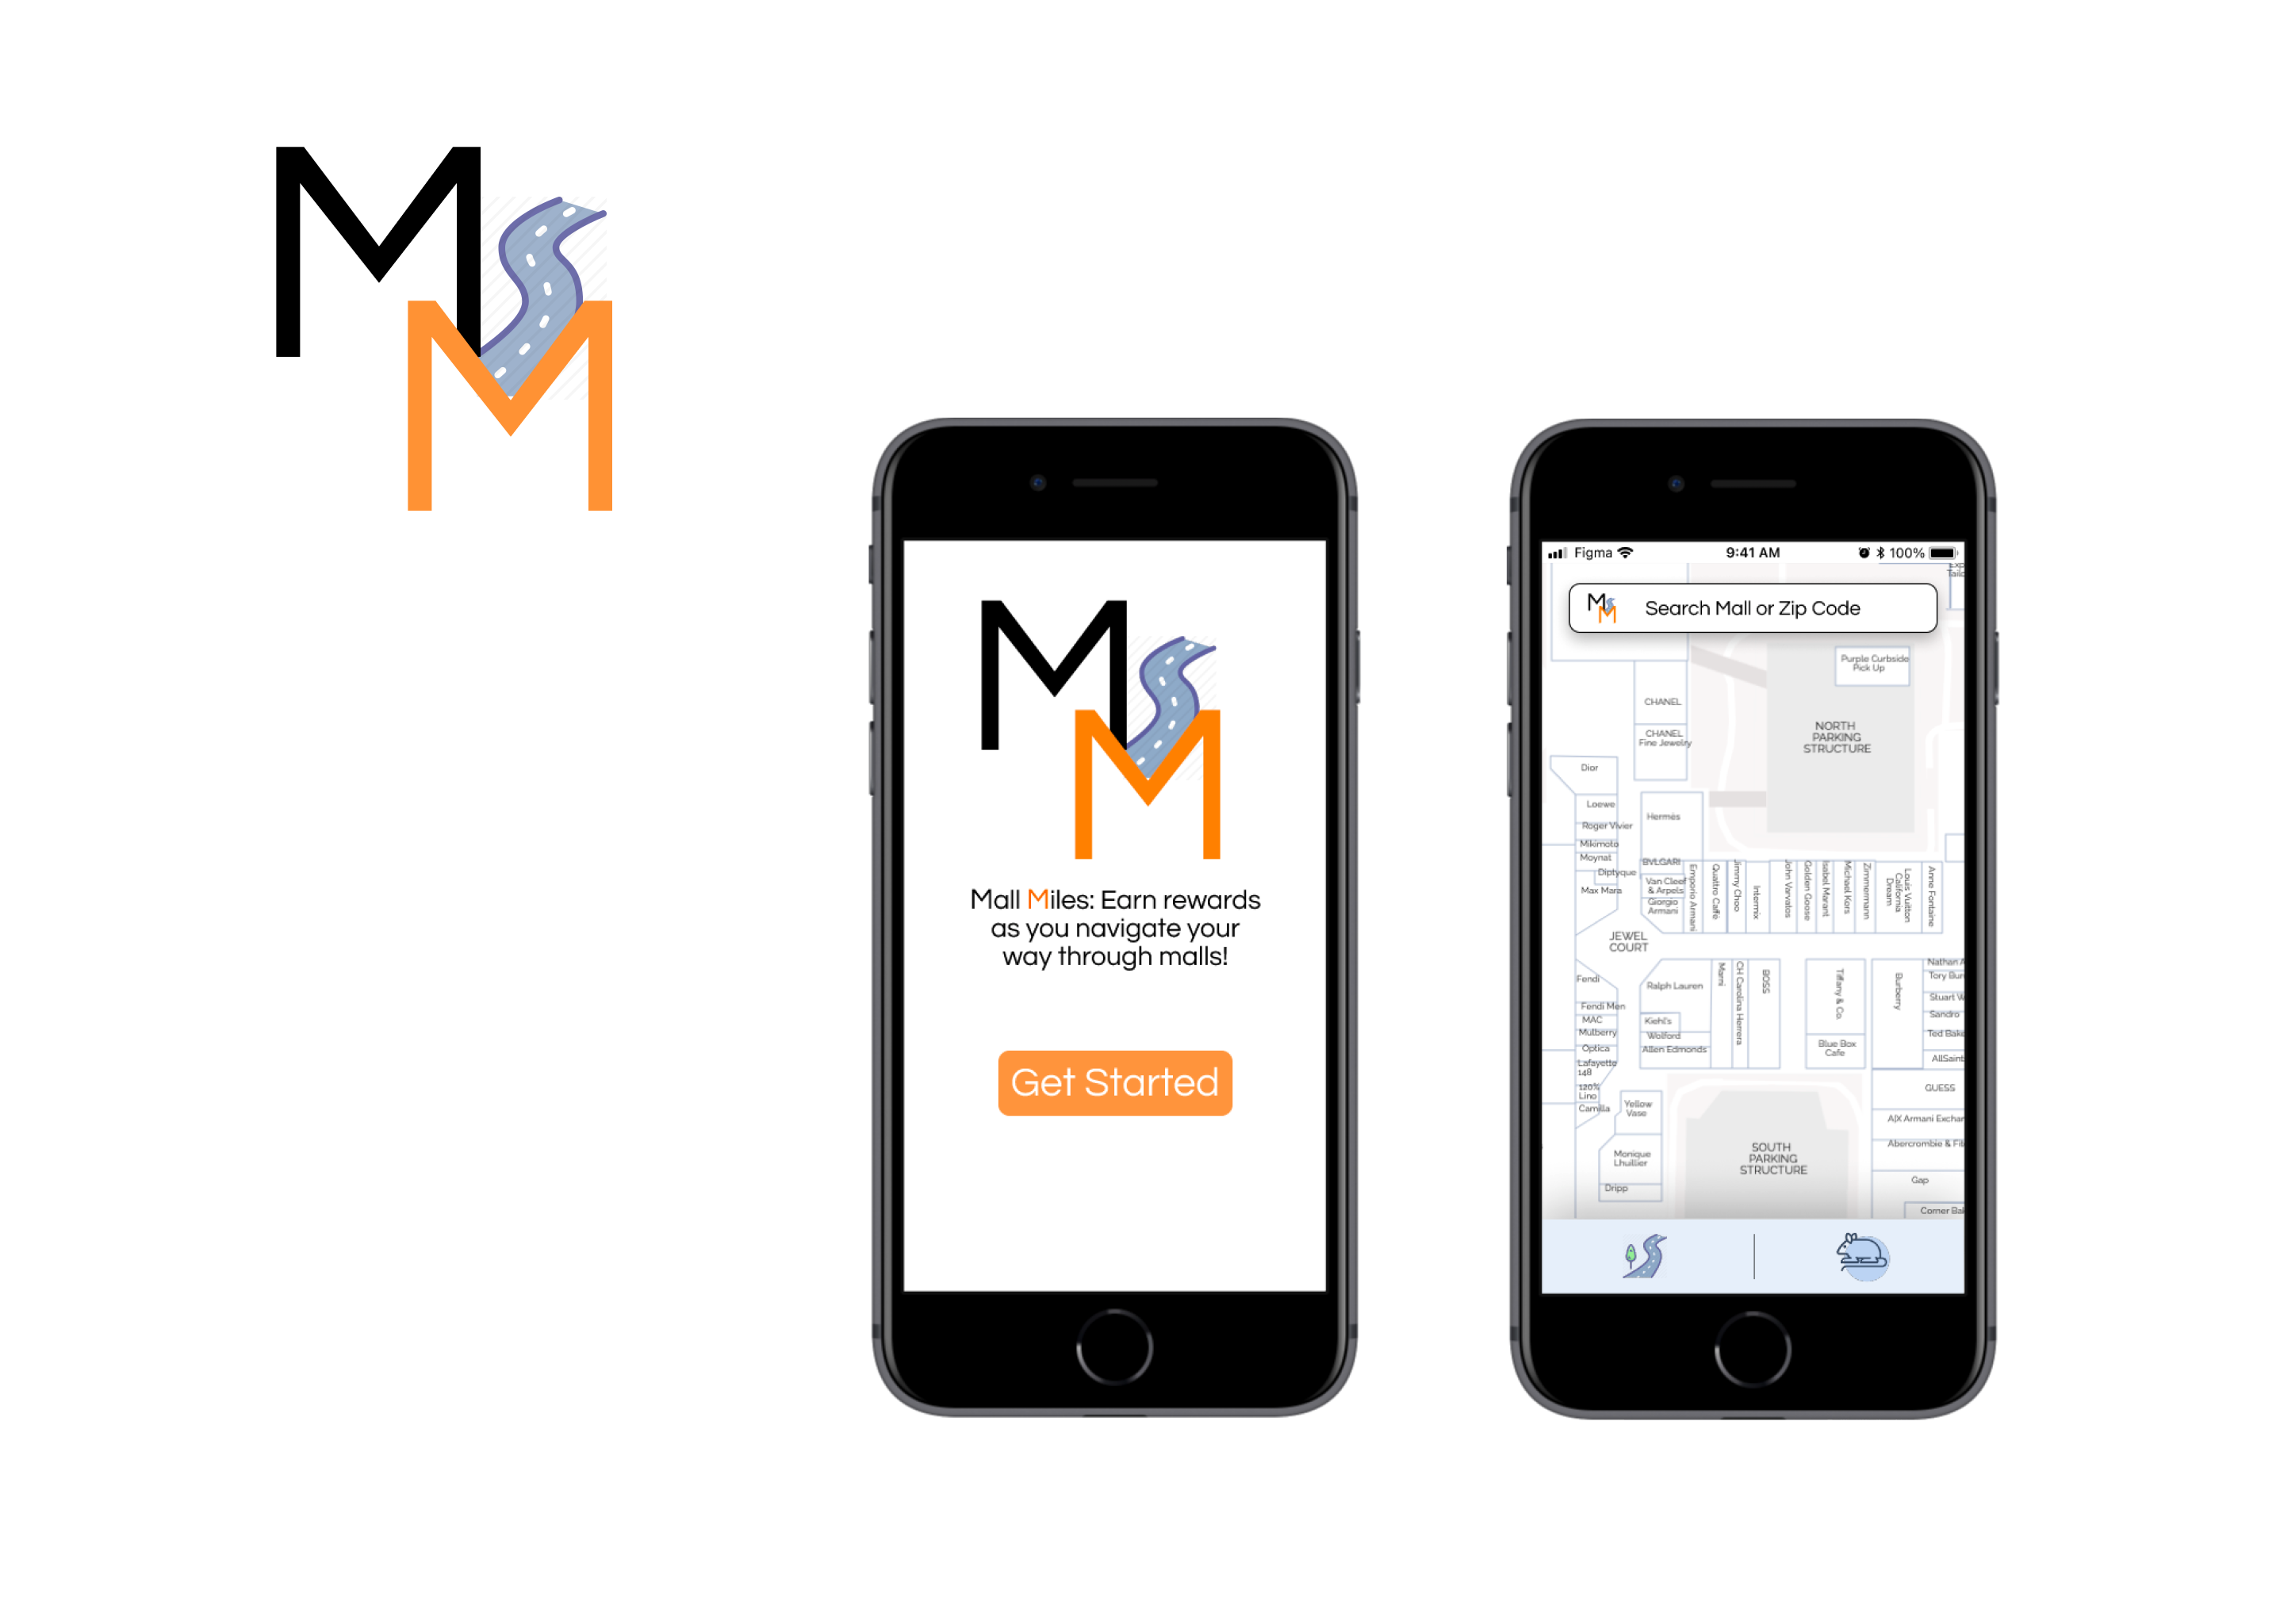 M
M
M
M
Mall Miles: Earn rewards
as you navigate your
way through malls!
Get Started
Figma
9:41 AM
100%
M
M
Search Mall or Zip Code
Purple Curbside
Pick Up
CHANEL
NORTH
PARKING
STRUCTURE
CHANEL
Fine Jewelry
Dior
Loewe
Hermès
Roger Vivier
Mikimoto
Moynat
BVLGARI
Diptyque
Max Mara
Van Cleef
& Arpels
Giorgio
Armani
Emporio Armani
Quattro Caffé
Jimmy Choo
Intermix
John Varvatos
Golden Goose
Isabel Marant
Michael Kors
Zimmermann
Louis Vuitton
California
Dream
Anne Fontaine
JEWEL
COURT
Fendi
Fendi Men
MAC
Mulberry
Optica
Lafayette
148
120%
Lino
Camilla
Ralph Lauren
Kiehl's
Wolford
Allen Edmonds
Marni
CH Carolina Herrera
BOSS
Tiffany & Co.
Blue Box
Cafe
Burberry
Nathan A
Tory Bur
Stuart W
Sandro
Ted Bake
AllSaint
GUESS
A|X Armani Exchar
Abercrombie & Fit
Gap
Corner Bak
Yellow
Vase
Monique
Lhuillier
Dripp
SOUTH
PARKING
STRUCTURE